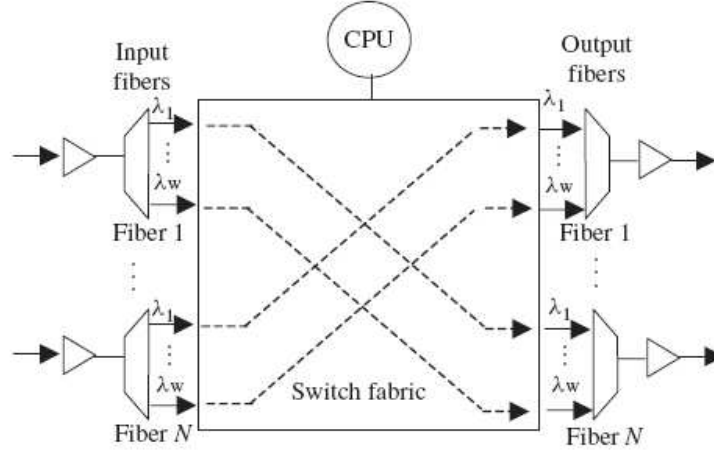 CPU
Input
fibers
Output
fibers
λ1
λw
Fiber 1
λ1
λw
Fiber 1
λ1
λw
Fiber N
Switch fabric
λ1
λw
Fiber N